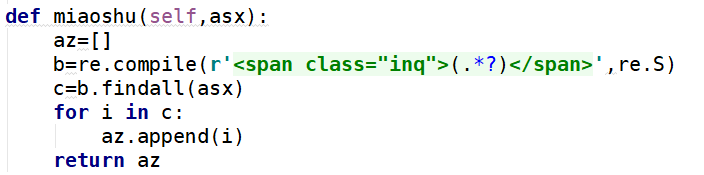 def miaoshu(self,asx):
    az=[]
    b=re.compile(r'<span class="inq">(.*?)</span>',re.S)
    c=b.findall(asx)
    for i in c:
        az.append(i)
    return az